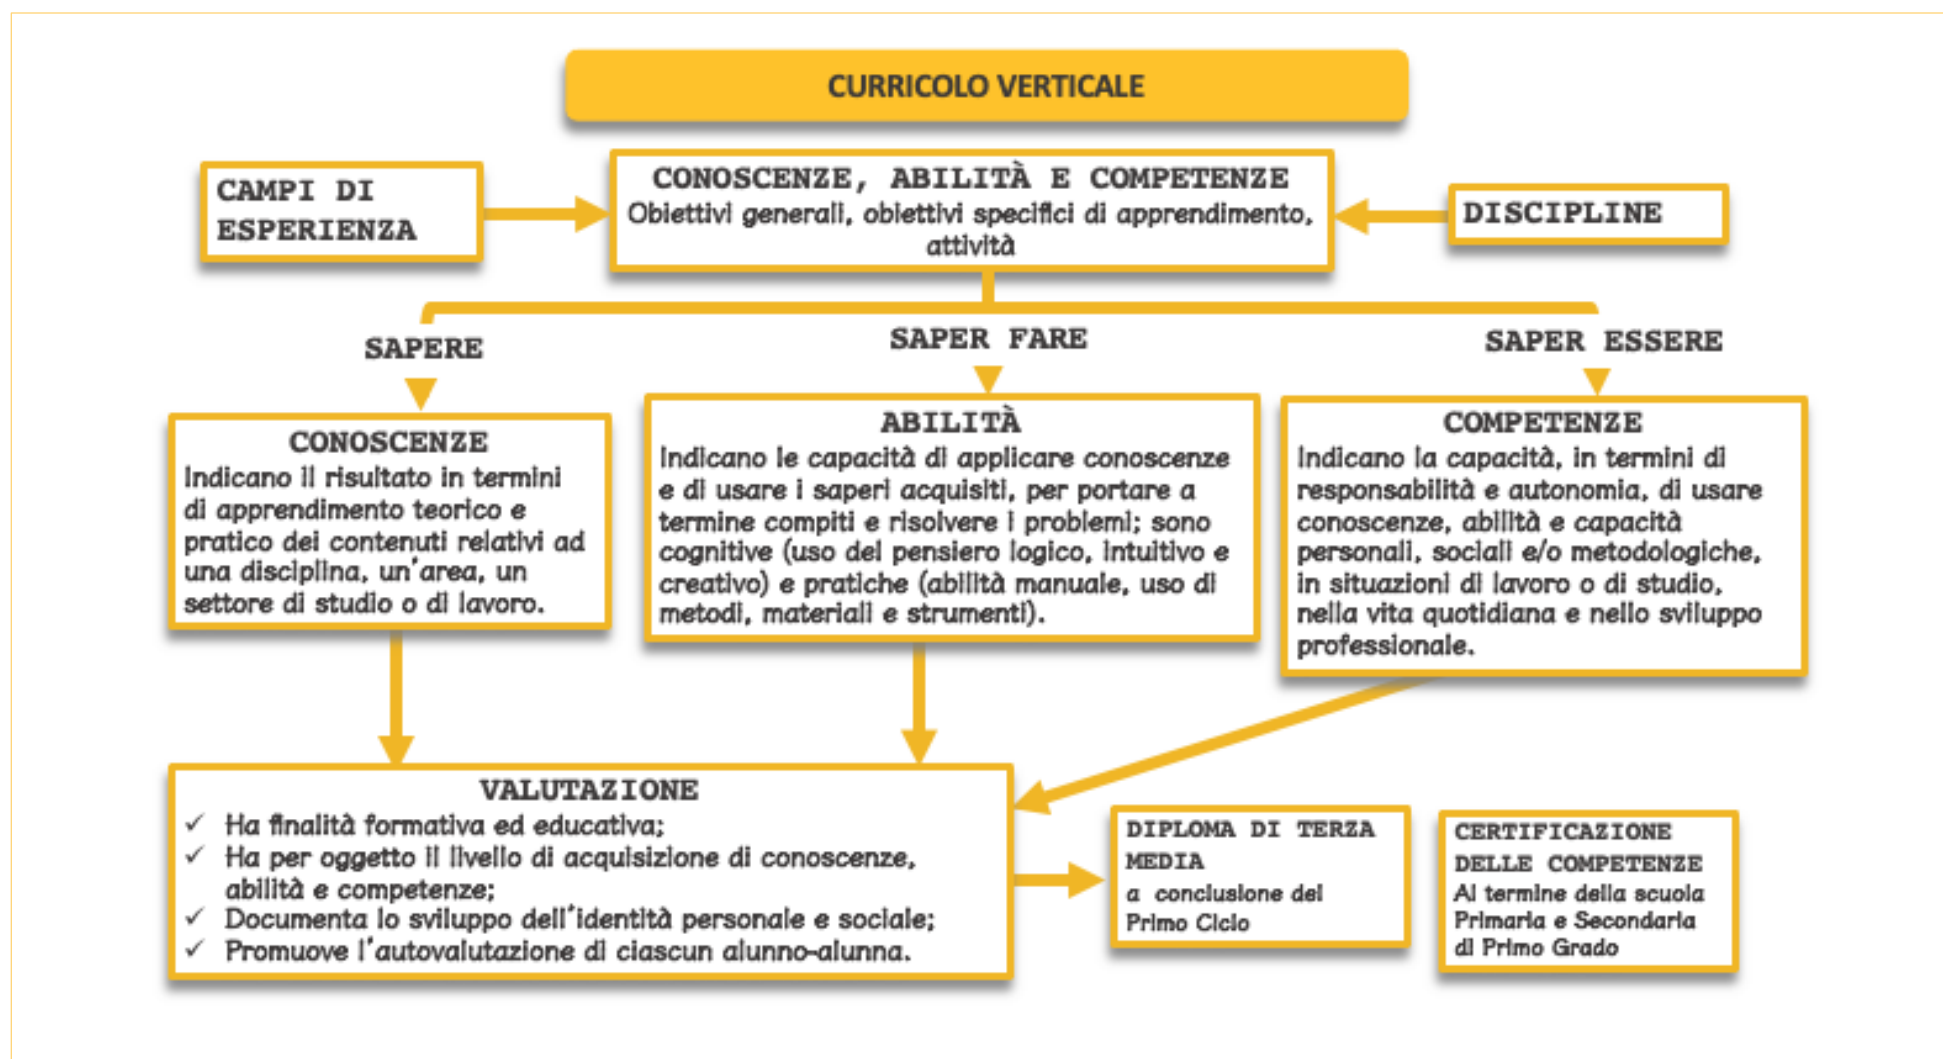 CURRICOLO VERTICALE
CAMPI DI
ESPERIENZA
CONOSCENZE, ABILITÀ E COMPETENZE
Obiettivi generali, obiettivi specifici di apprendimento,
attività
DISCIPLINE
SAPERE
SAPER FARE
SAPER ESSERE
CONOSCENZE
Indicano il risultato in termini
di apprendimento teorico e
pratico dei contenuti relativi ad
una disciplina, un'area, un
settore di studio o di lavoro.
ABILITÀ
Indicano le capacità di applicare conoscenze
e di usare i saperi acquisiti, per portare a
termine compiti e risolvere i problemi; sono
cognitive (uso del pensiero logico, intuitivo e
creativo) e pratiche (abilità manuale, uso di
metodi, materiali e strumenti).
COMPETENZE
Indicano la capacità, in termini di
responsabilità e autonomia, di usare
conoscenze, abilità e capacità
personali, sociali e/o metodologiche,
in situazioni di lavoro o di studio,
nella vita quotidiana e nello sviluppo
professionale.
VALUTAZIONE
✓ Ha finalità formativa ed educativa;
✓ Ha per oggetto il livello di acquisizione di conoscenze,
abilità e competenze;
✓ Documenta lo sviluppo dell'identità personale e sociale;
✓ Promuove l'autovalutazione di ciascun alunno-alunna.
DIPLOMA DI TERZA
MEDIA
a conclusione del
Primo Ciclo
CERTIFICAZIONE
DELLE COMPETENZE
Al termine della scuola
Primaria e Secondaria
di Primo Grado